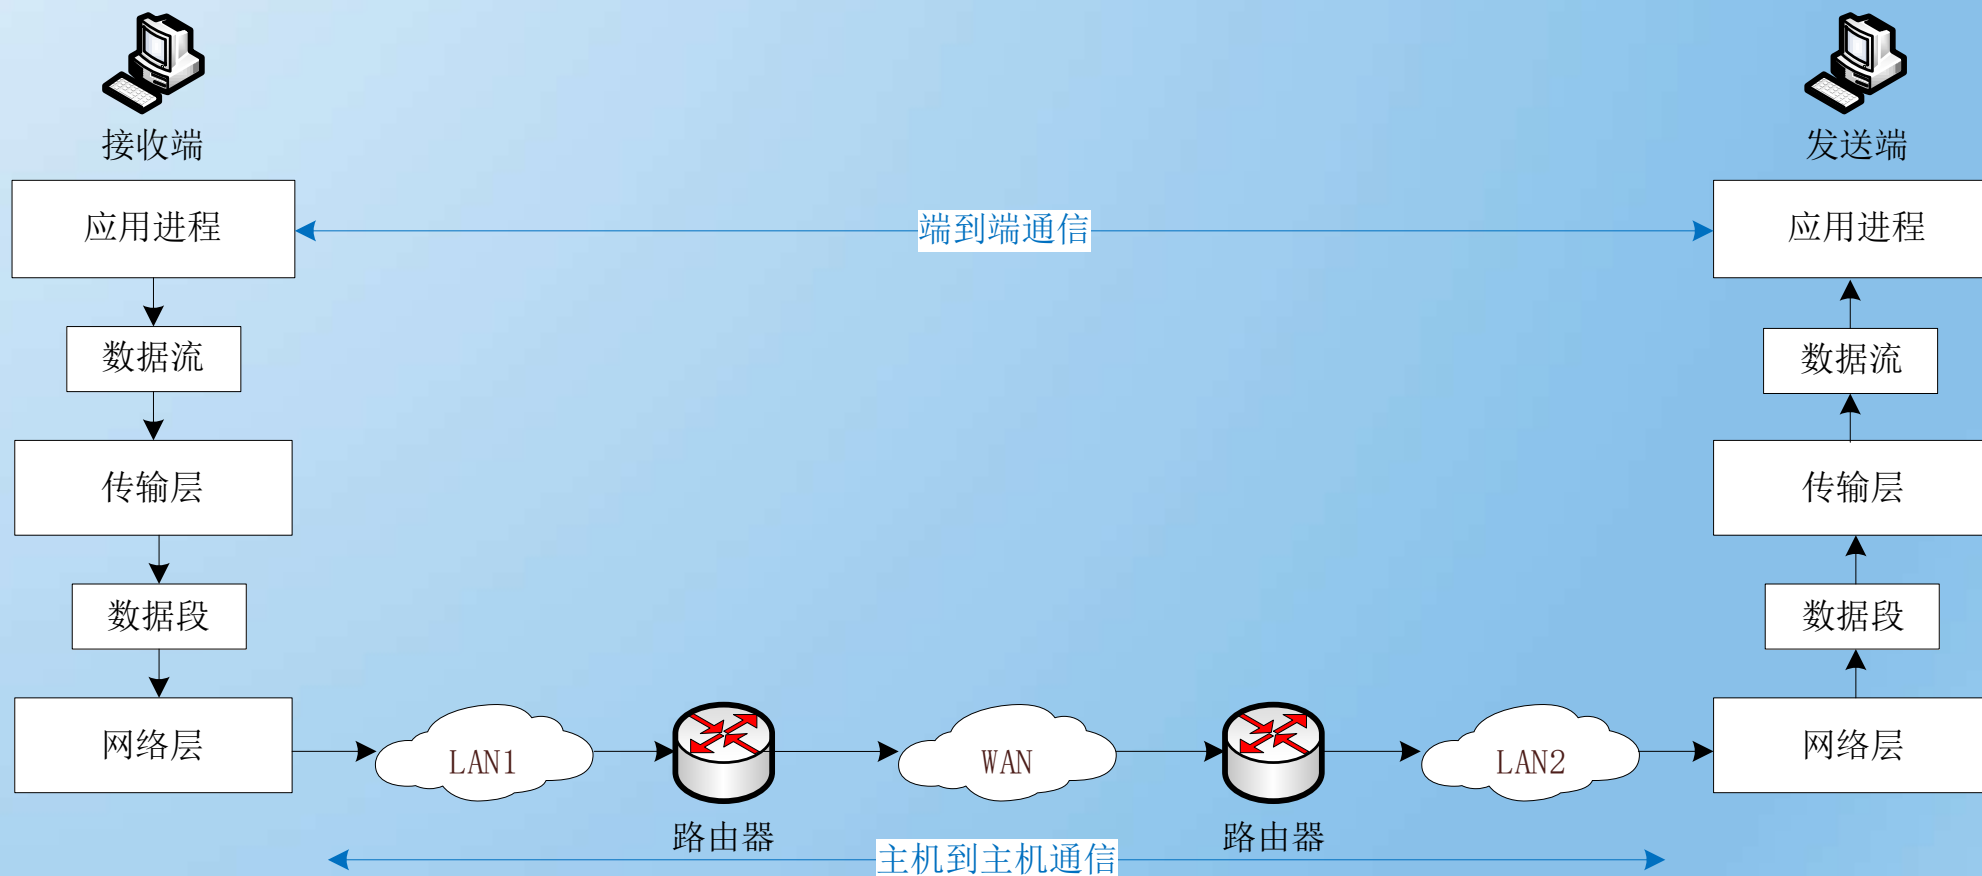 接收端
发送端
应用进程
端到端通信
应用进程
数据流
数据流
传输层
传输层
数据段
数据段
网络层
LAN1
WAN
LAN2
网络层
路由器
路由器
主机到主机通信